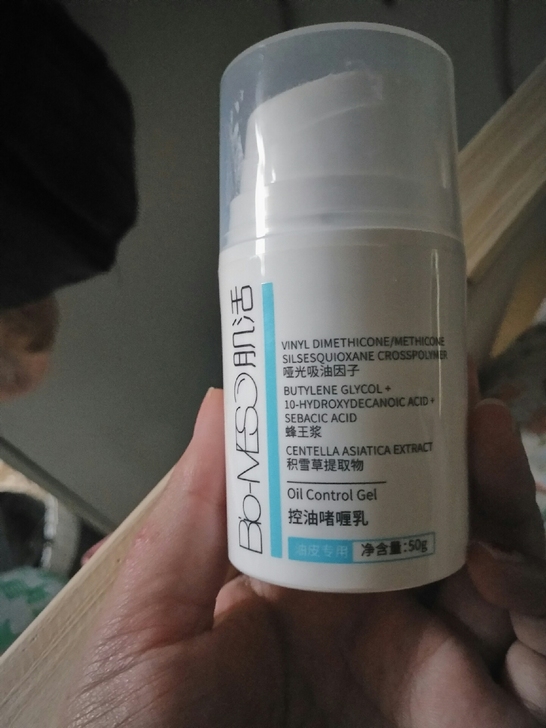 Bio-MESO肌活
VINYL DIMETHICONE/METHICONE
SILSESQUIOXANE CROSSPOLYMER
哑光吸油因子
BUTYLENE GLYCOL +
10-HYDROXYDECANOIC ACID +
SEBACIC ACID
蜂王浆
CENTELLA ASIATICA EXTRACT
积雪草提取物
Oil Control Gel
控油啫喱乳
油皮专用 净含量:50g